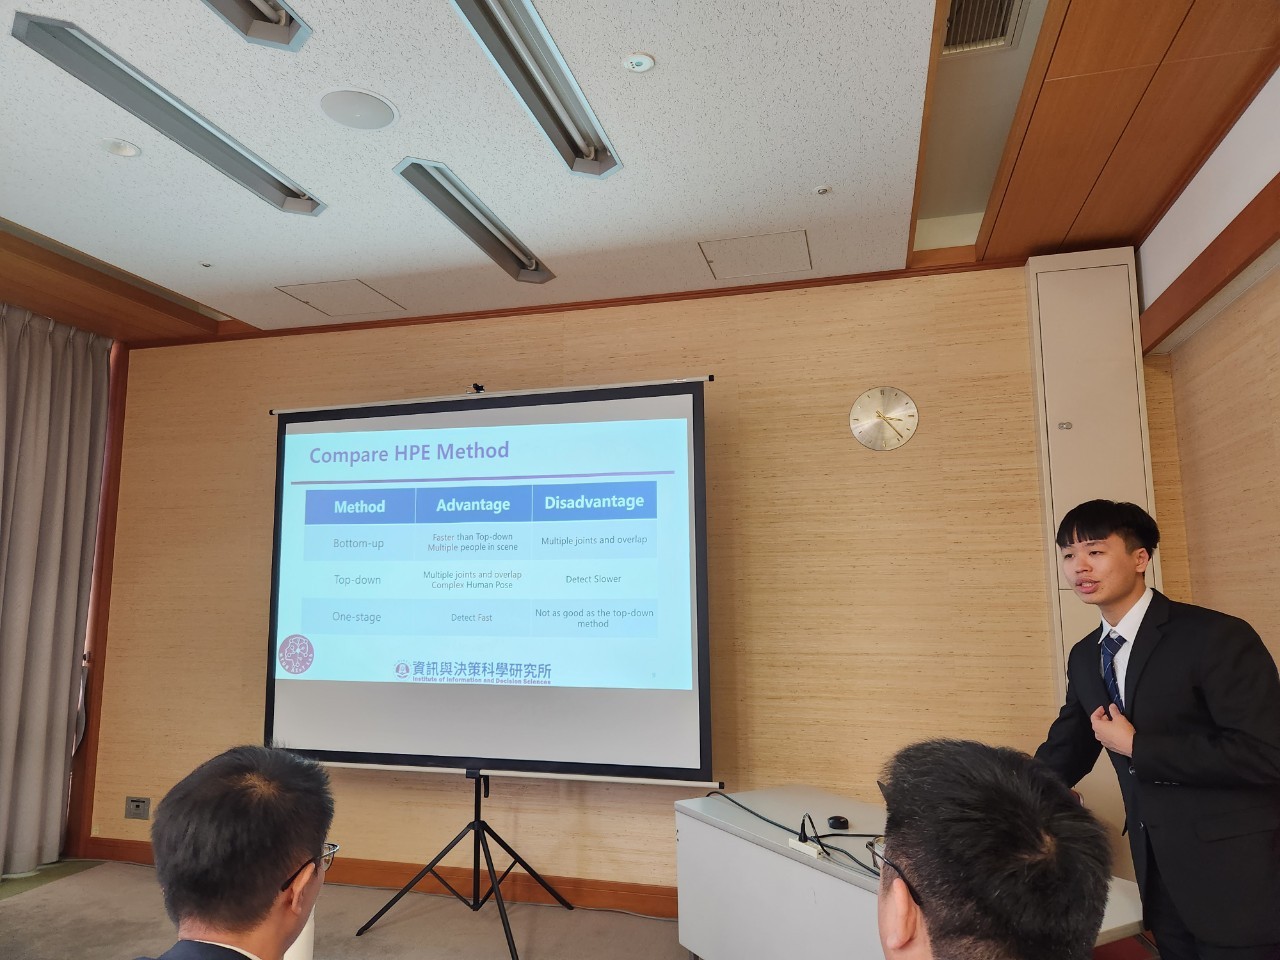 Compare HPE Method
Method Advantage Disadvantage
Bottom-up
Faster than Top-down
Multiple people in scene
Multiple joints and overlap
Top-down
Multiple joints and overlap
Complex Human Pose
Detect Slower
One-stage
Detect Fast
Not as good as the top-down
method
資訊與決策科學研究所
Institute of Information and Decision Sciences